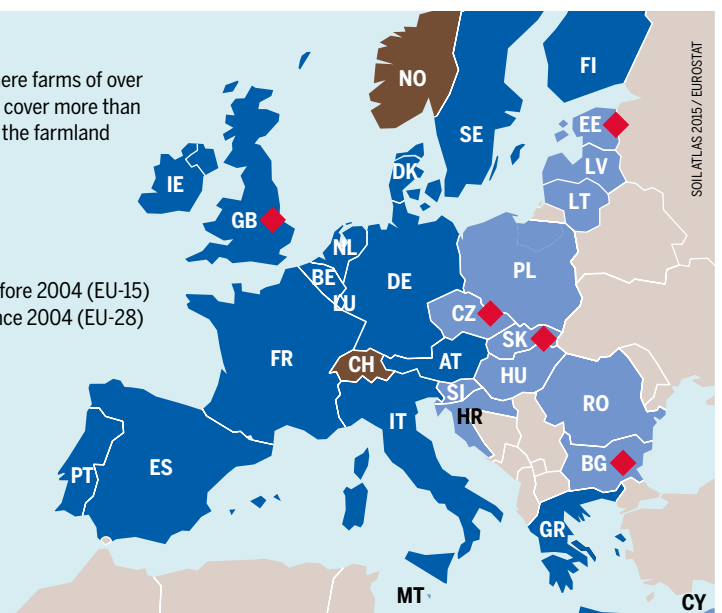 ere farms of over
cover more than
the farmland
fore 2004 (EU-15)
nce 2004 (EU-28)
SOIL ATLAS 2015 / EUROSTAT
NO
FI
SE
EE
LV
LT
DK
IE
GB
NL
BE
LU
DE
PL
CZ
SK
FR
CH
AT
HU
SI
HR
RO
IT
BG
PT
ES
GR
MT
CY